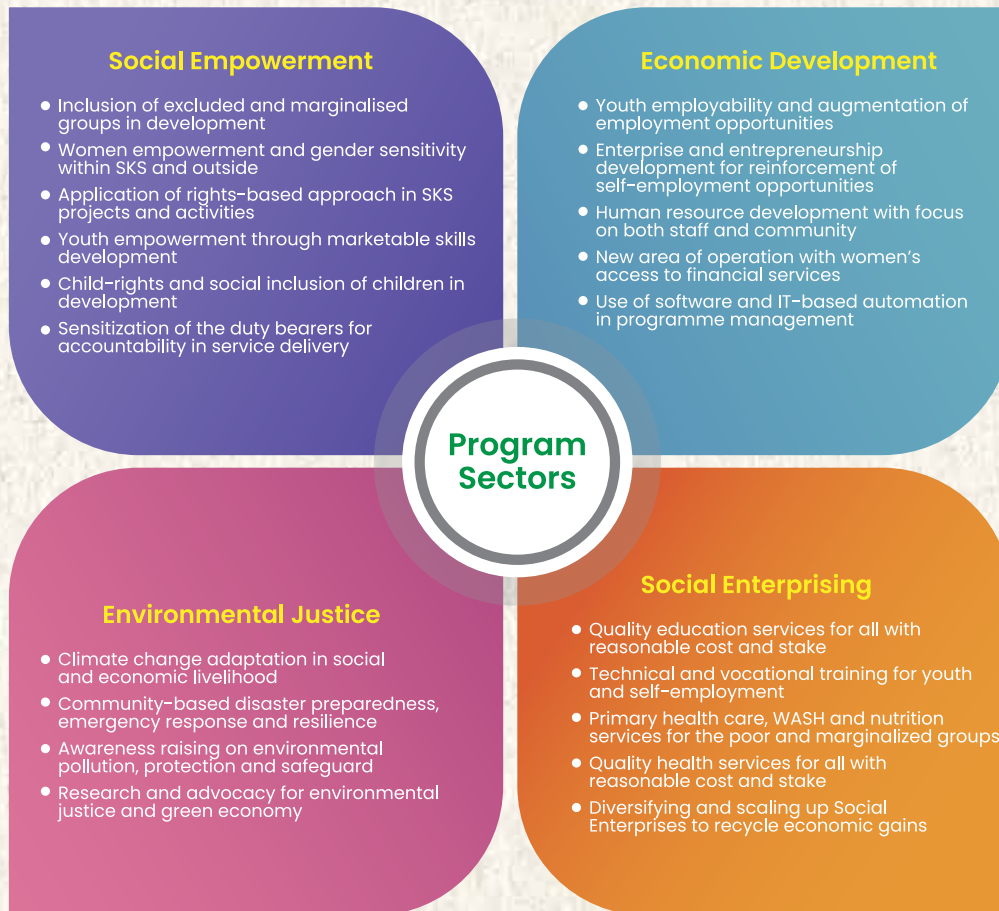 Social Empowerment
• Inclusion of excluded and marginalised
groups in development
• Women empowerment and gender sensitivity
within SKS and outside
• Application of rights-based approach in SKS
projects and activities
• Youth empowerment through marketable skills
development
• Child-rights and social inclusion of children in
development
• Sensitization of the duty bearers for
accountability in service delivery
Economic Development
• Youth employability and augmentation of
employment opportunities
• Enterprise and entrepreneurship
development for reinforcement of
self-employment opportunities
• Human resource development with focus
on both staff and community
• New area of operation with women's
access to financial services
• Use of software and IT-based automation
in programme management
Program
Sectors
Environmental Justice
• Climate change adaptation in social
and economic livelihood
• Community-based disaster preparedness,
emergency response and resilience
• Awareness raising on environmental
pollution, protection and safeguard
• Research and advocacy for environmental
justice and green economy
Social Enterprising
• Quality education services for all with
reasonable cost and stake
• Technical and vocational training for youth
and self-employment
• Primary health care, WASH and nutrition
services for the poor and marginalized groups
• Quality health services for all with
reasonable cost and stake
• Diversifying and scaling up Social
Enterprises to recycle economic gains